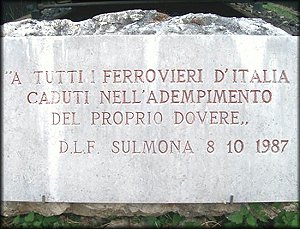 "A TUTTI I FERROVIERI D'ITALIA
CADUTI NELL'ADEMPIMENTO
DEL PROPRIO DOVERE„
D.L.F. SULMONA 8 10 1987